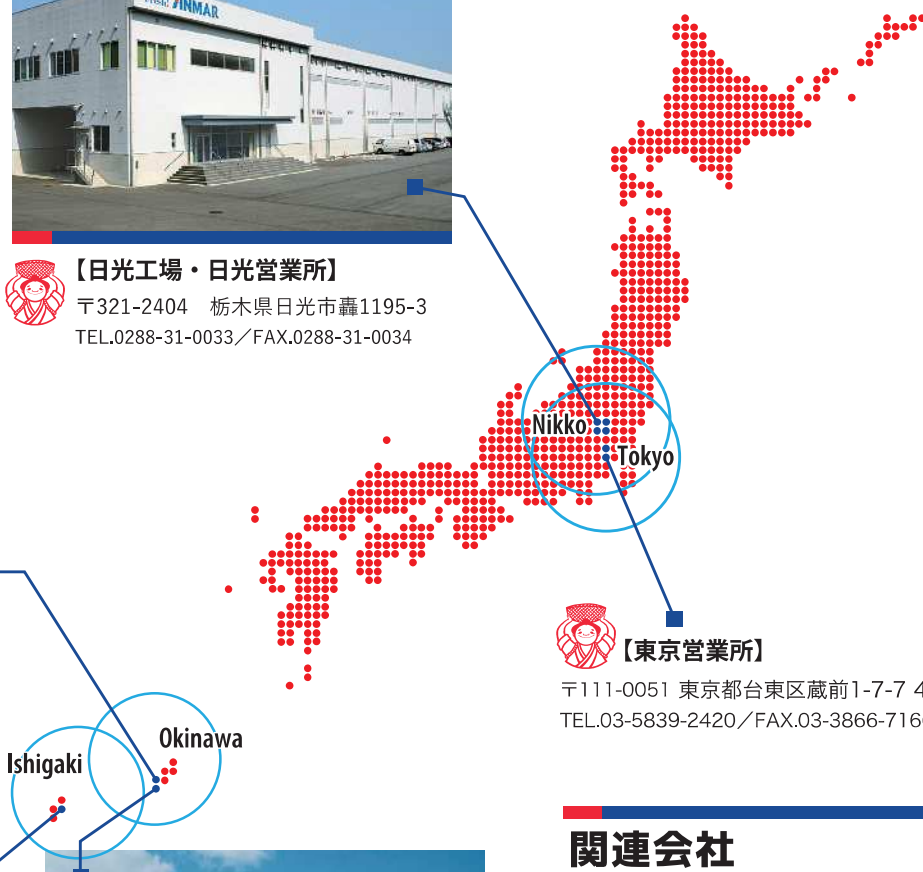 JINMAR
【日光工場・日光営業所】
〒321-2404 栃木県日光市轟1195-3
TEL.0288-31-0033／FAX.0288-31-0034
Nikko
Tokyo
【東京営業所】
〒111-0051 東京都台東区蔵前1-7-7 4
TEL.03-5839-2420／FAX.03-3866-716
Okinawa
Ishigaki
関連会社